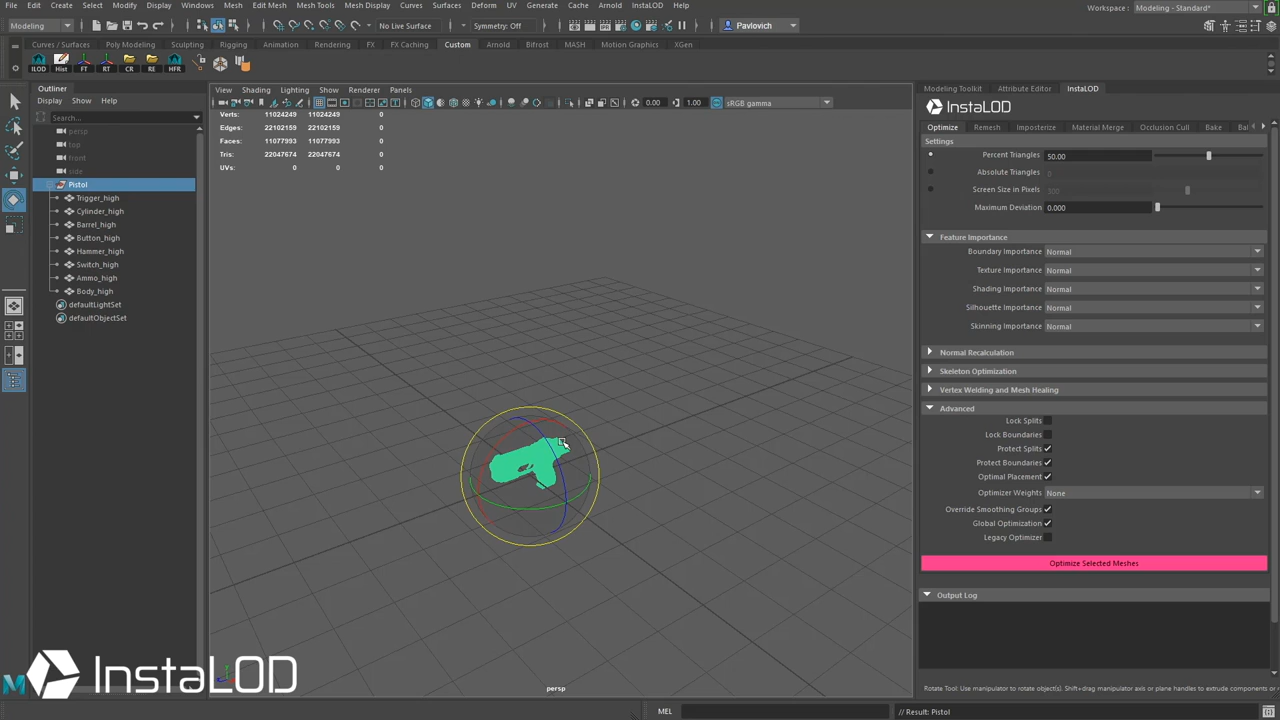 File Edit Create Select Modify Display Windows Mesh Edit Mesh Mesh Tools Mesh Display Curves Surfaces Deform UV Generate Cache Arnold InstaLOD Help
Workspace : Modeling - Standard*
Modeling No Live Surface Symmetry: Off Pavlovich
Curves / Surfaces Poly Modeling Sculpting Rigging Animation Rendering FX FX Caching Custom Arnold Bifrost MASH Motion Graphics XGen
ILOD Hist FT RT CR RE HFR
Outliner
Display Show Help
Search...
persp
top
front
side
Pistol
Trigger_high
Cylinder_high
Barrel_high
Button_high
Hammer_high
Switch_high
Ammo_high
Body_high
defaultLightSet
defaultObjectSet
View Shading Lighting Show Renderer Panels
0.00 1.00 sRGB gamma
Verts: 11024249 11024249 0
Edges: 22102159 22102159 0
Faces: 11077993 11077993 0
Tris: 22047674 22047674 0
UVs: 0 0 0
persp
Modeling Toolkit Attribute Editor InstaLOD
InstaLOD
Optimize Remesh Imposterize Material Merge Occlusion Cull Bake Bal
Settings
Percent Triangles 50.00
Absolute Triangles 0
Screen Size in Pixels 300
Maximum Deviation 0.000
Feature Importance
Boundary Importance Normal
Texture Importance Normal
Shading Importance Normal
Silhouette Importance Normal
Skinning Importance Normal
Normal Recalculation
Skeleton Optimization
Vertex Welding and Mesh Healing
Advanced
Lock Splits
Lock Boundaries
Protect Splits
Protect Boundaries
Optimal Placement
Optimizer Weights None
Override Smoothing Groups
Global Optimization
Legacy Optimizer
Optimize Selected Meshes
Output Log
InstaLOD
Rotate Tool: Use manipulator to rotate object(s). Shift+drag manipulator axis or plane handles to extrude components or
MEL // Result: Pistol